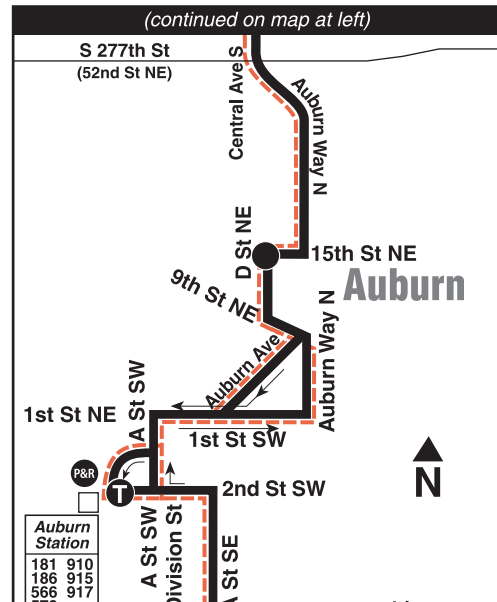 (continued on map at left)
S 277th St
(52nd St NE)
Central Ave S
Auburn Way N
D St NE
15th St NE
Auburn
9th St NE
Auburn Way N
Auburn Ave
A St SW
1st St NE
1st St SW
P&R
T
2nd St SW
N
A St SW
Division St
A St SE
Auburn
Station
181 910
186 915
566 917